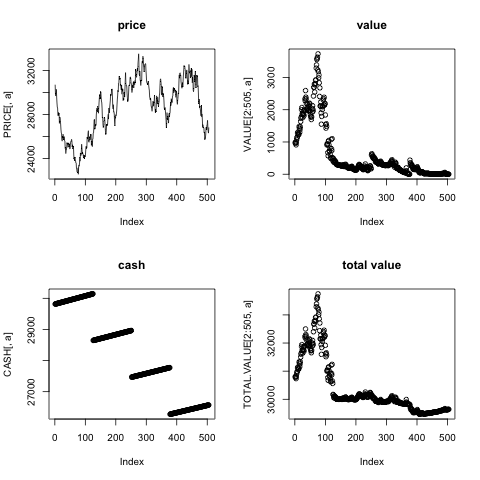 price
PRICE[, a]
24000 28000 32000
0 100 200 300 400 500
Index
value
VALUE[2:505, a]
0 1000 2000 3000
0 100 200 300 400 500
Index
cash
CASH[, a]
27000 29000
0 100 200 300 400 500
Index
total value
TOTAL.VALUE[2:505, a]
30000 32000
0 100 200 300 400 500
Index